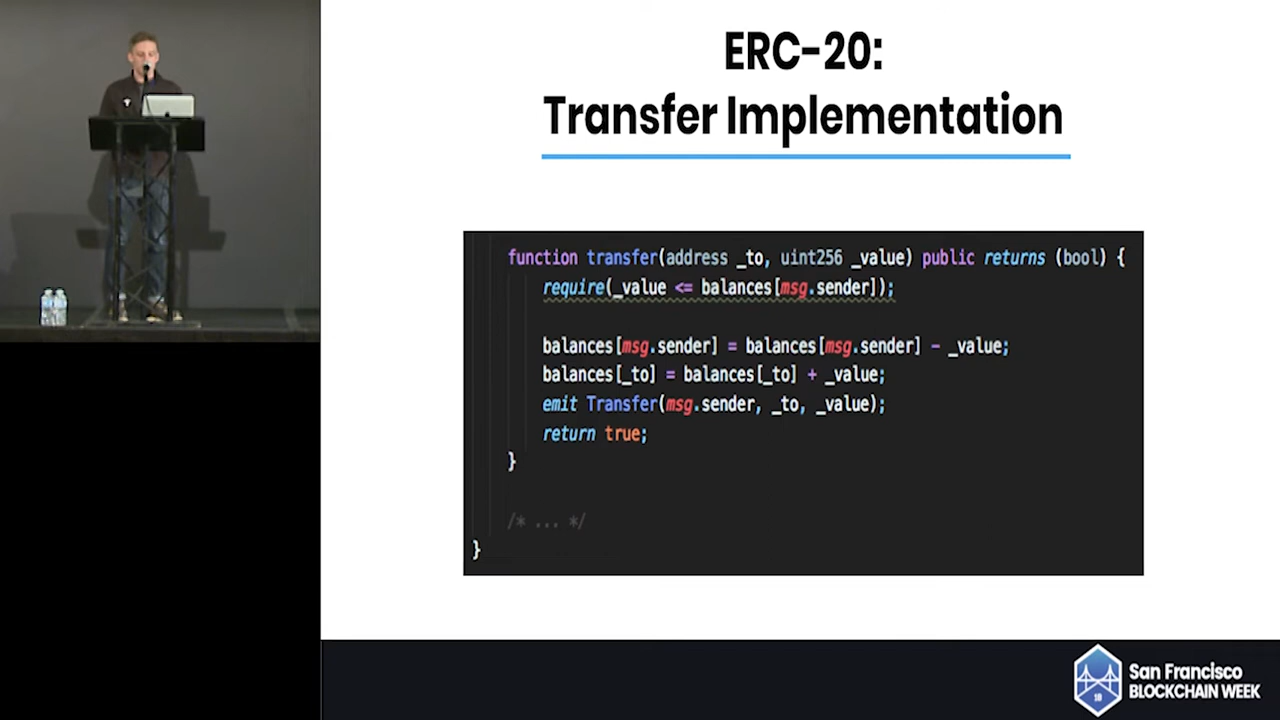 ERC-20:
Transfer Implementation
function transfer(address _to, uint256 _value) public returns (bool) {
require(_value <= balances[msg.sender]);
balances[msg.sender] = balances[msg.sender] - _value;
balances[_to] = balances[_to] + _value;
emit Transfer(msg.sender, _to, _value);
return true;
}
/* ... */
}
San Francisco
BLOCKCHAIN WEEK